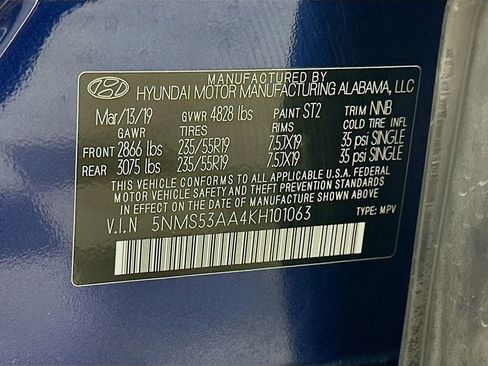 MANUFACTURED BY
HYUNDAI MOTOR MANUFACTURING ALABAMA, LLC
Mar/13/19 GVWR 4828 lbs PAINT ST2 TRIM NNB
GAWR TIRES RIMS COLD TIRE INFL
FRONT 2866 lbs 235/55R19 7.5JX19 35 psi SINGLE
REAR 3075 lbs 235/55R19 7.5JX19 35 psi SINGLE
THIS VEHICLE CONFORMS TO ALL APPLICABLE U.S.A. FEDERAL
MOTOR VEHICLE SAFETY AND THEFT PREVENTION STANDARDS
IN EFFECT ON THE DATE OF MANUFACTURE SHOWN ABOVE.
V.I.N 5NMS53AA4KH101063 TYPE: MPV